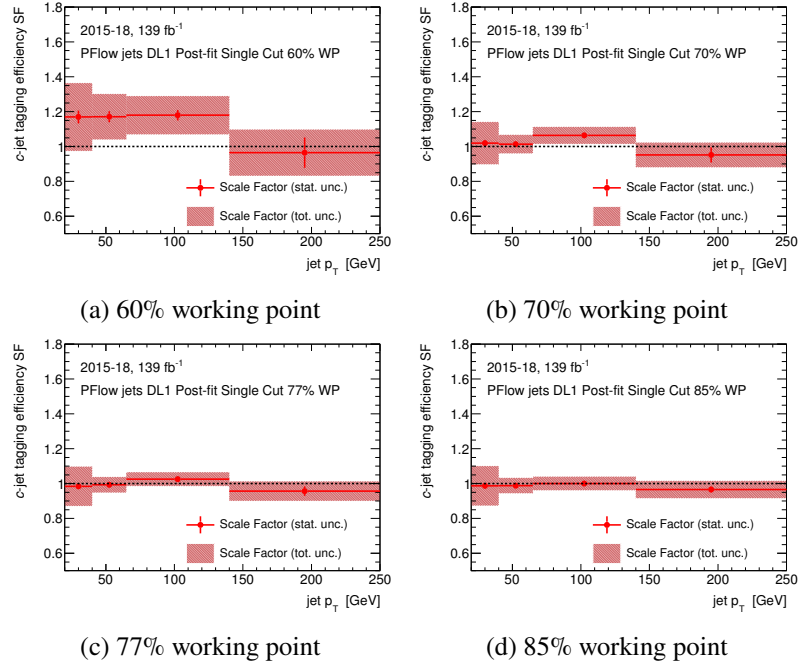 c-jet tagging efficiency SF
1.8
1.6
1.4
1.2
1
0.8
0.6
2015-18, 139 fb⁻¹
PFlow jets DL1 Post-fit Single Cut 60% WP
Scale Factor (stat. unc.)
Scale Factor (tot. unc.)
50 100 150 200 250
jet p_T [GeV]
(a) 60% working point
c-jet tagging efficiency SF
1.8
1.6
1.4
1.2
1
0.8
0.6
2015-18, 139 fb⁻¹
PFlow jets DL1 Post-fit Single Cut 70% WP
Scale Factor (stat. unc.)
Scale Factor (tot. unc.)
50 100 150 200 250
jet p_T [GeV]
(b) 70% working point
c-jet tagging efficiency SF
1.8
1.6
1.4
1.2
1
0.8
0.6
2015-18, 139 fb⁻¹
PFlow jets DL1 Post-fit Single Cut 77% WP
Scale Factor (stat. unc.)
Scale Factor (tot. unc.)
50 100 150 200 250
jet p_T [GeV]
(c) 77% working point
c-jet tagging efficiency SF
1.8
1.6
1.4
1.2
1
0.8
0.6
2015-18, 139 fb⁻¹
PFlow jets DL1 Post-fit Single Cut 85% WP
Scale Factor (stat. unc.)
Scale Factor (tot. unc.)
50 100 150 200 250
jet p_T [GeV]
(d) 85% working point